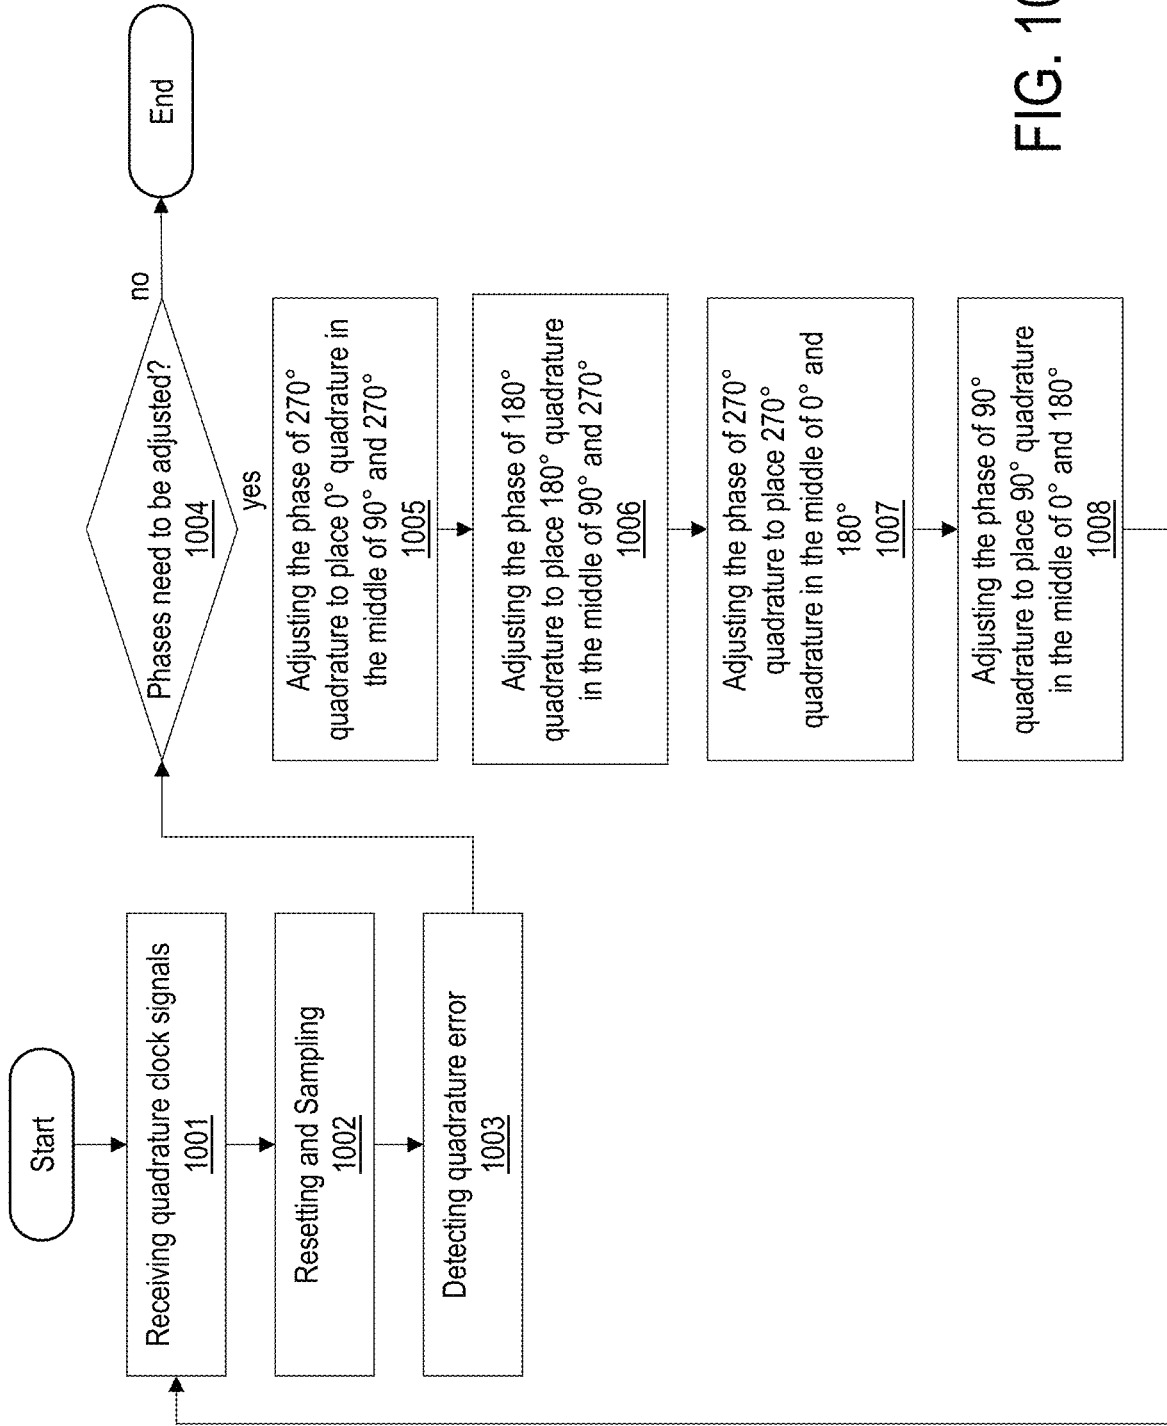 Start
Receiving quadrature clock signals
1001
Resetting and Sampling
1002
Detecting quadrature error
1003
Phases need to be adjusted?
1004
no
End
yes
Adjusting the phase of 270°
quadrature to place 0° quadrature in
the middle of 90° and 270°
1005
Adjusting the phase of 180°
quadrature to place 180° quadrature
in the middle of 90° and 270°
1006
Adjusting the phase of 270°
quadrature to place 270°
quadrature in the middle of 0° and
180°
1007
Adjusting the phase of 90°
quadrature to place 90° quadrature
in the middle of 0° and 180°
1008
FIG. 10